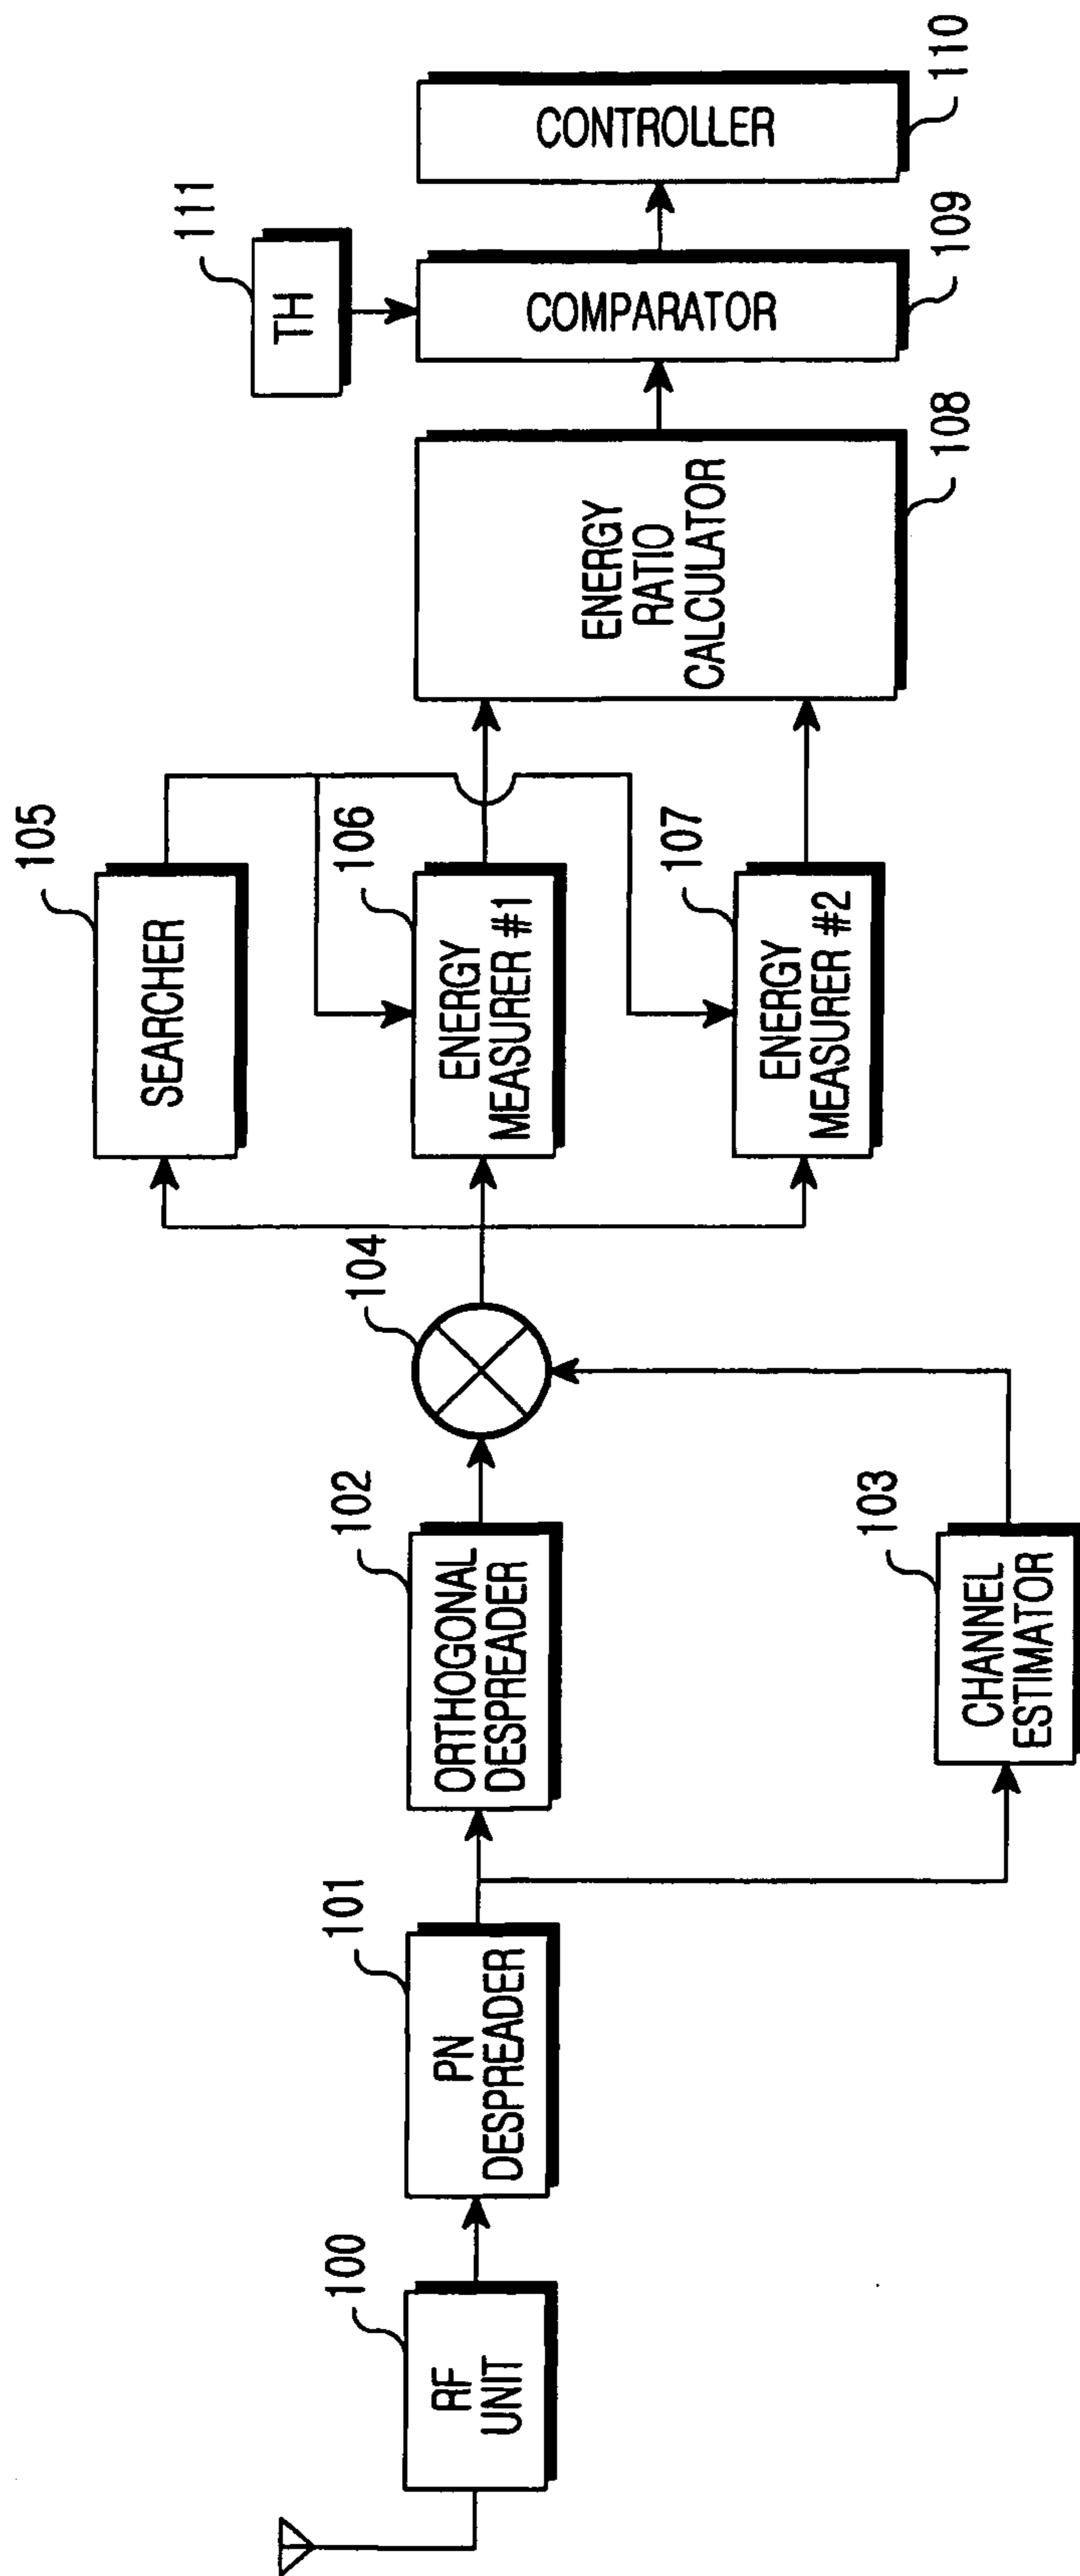 100
RF
UNIT
101
PN
DESPREADER
102
ORTHOGONAL
DESPREADER
103
CHANNEL
ESTIMATOR
104
105
SEARCHER
106
ENERGY
MEASURER #1
107
ENERGY
MEASURER #2
108
ENERGY
RATIO
CALCULATOR
111
TH
109
COMPARATOR
110
CONTROLLER